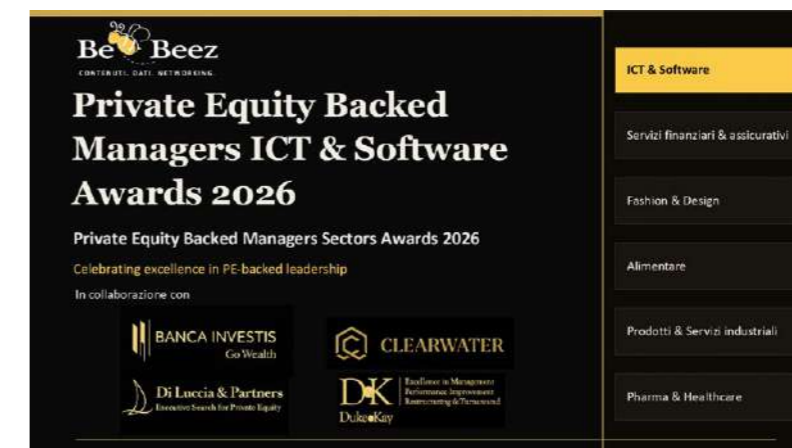 Be Beez
CONTENUTI. DATI. NETWORKING.
Private Equity Backed
Managers ICT & Software
Awards 2026
Private Equity Backed Managers Sectors Awards 2026
Celebrating excellence in PE-backed leadership
In collaborazione con
BANCA INVESTIS
Go Wealth
CLEARWATER
Di Luccia & Partners
Executive Search for Private Equity
DK
Duke&Kay
Excellence in Management
Performance Improvement
Restructuring & Turnaround
ICT & Software
Servizi finanziari & assicurativi
Fashion & Design
Alimentare
Prodotti & Servizi industriali
Pharma & Healthcare